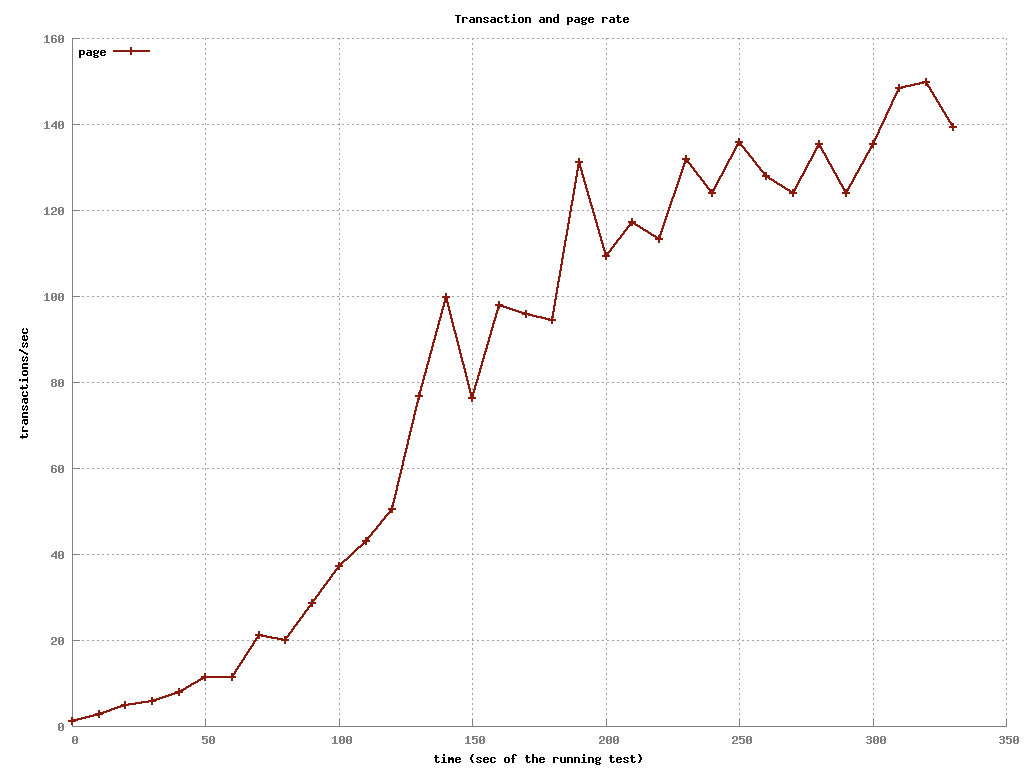 Transaction and page rate
160
page
140
120
100
80
60
40
20
0
transactions/sec
0 50 100 150 200 250 300 350
time (sec of the running test)